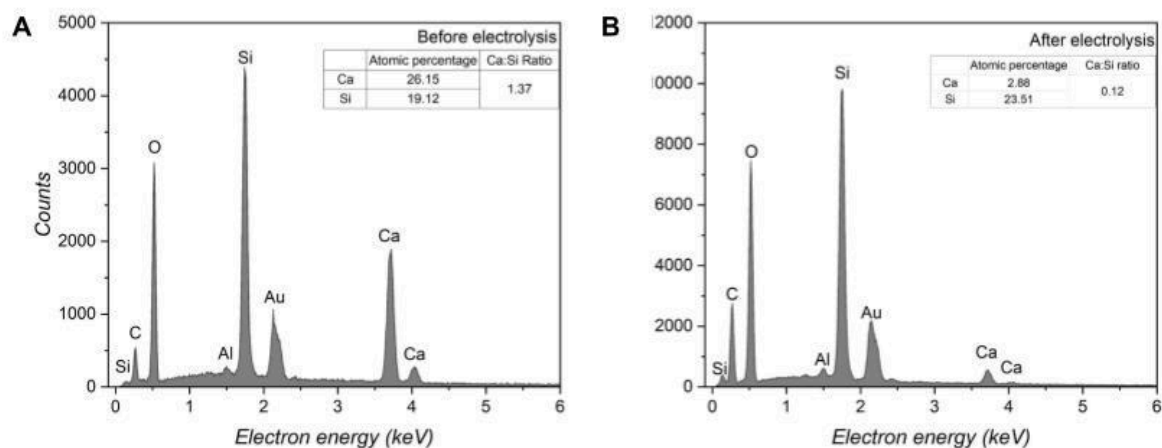 A
Before electrolysis
Atomic percentage Ca:Si Ratio
Ca 26.15 1.37
Si 19.12
5000
4000
3000
2000
1000
0
Counts
Si
C
O
Al
Si
Au
Ca
Ca
0 1 2 3 4 5 6
Electron energy (keV)
B
After electrolysis
Atomic percentage Ca:Si ratio
Ca 2.88 0.12
Si 23.51
12000
10000
8000
6000
4000
2000
0
Si
C
O
Al
Si
Au
Ca
Ca
0 1 2 3 4 5 6
Electron energy (keV)